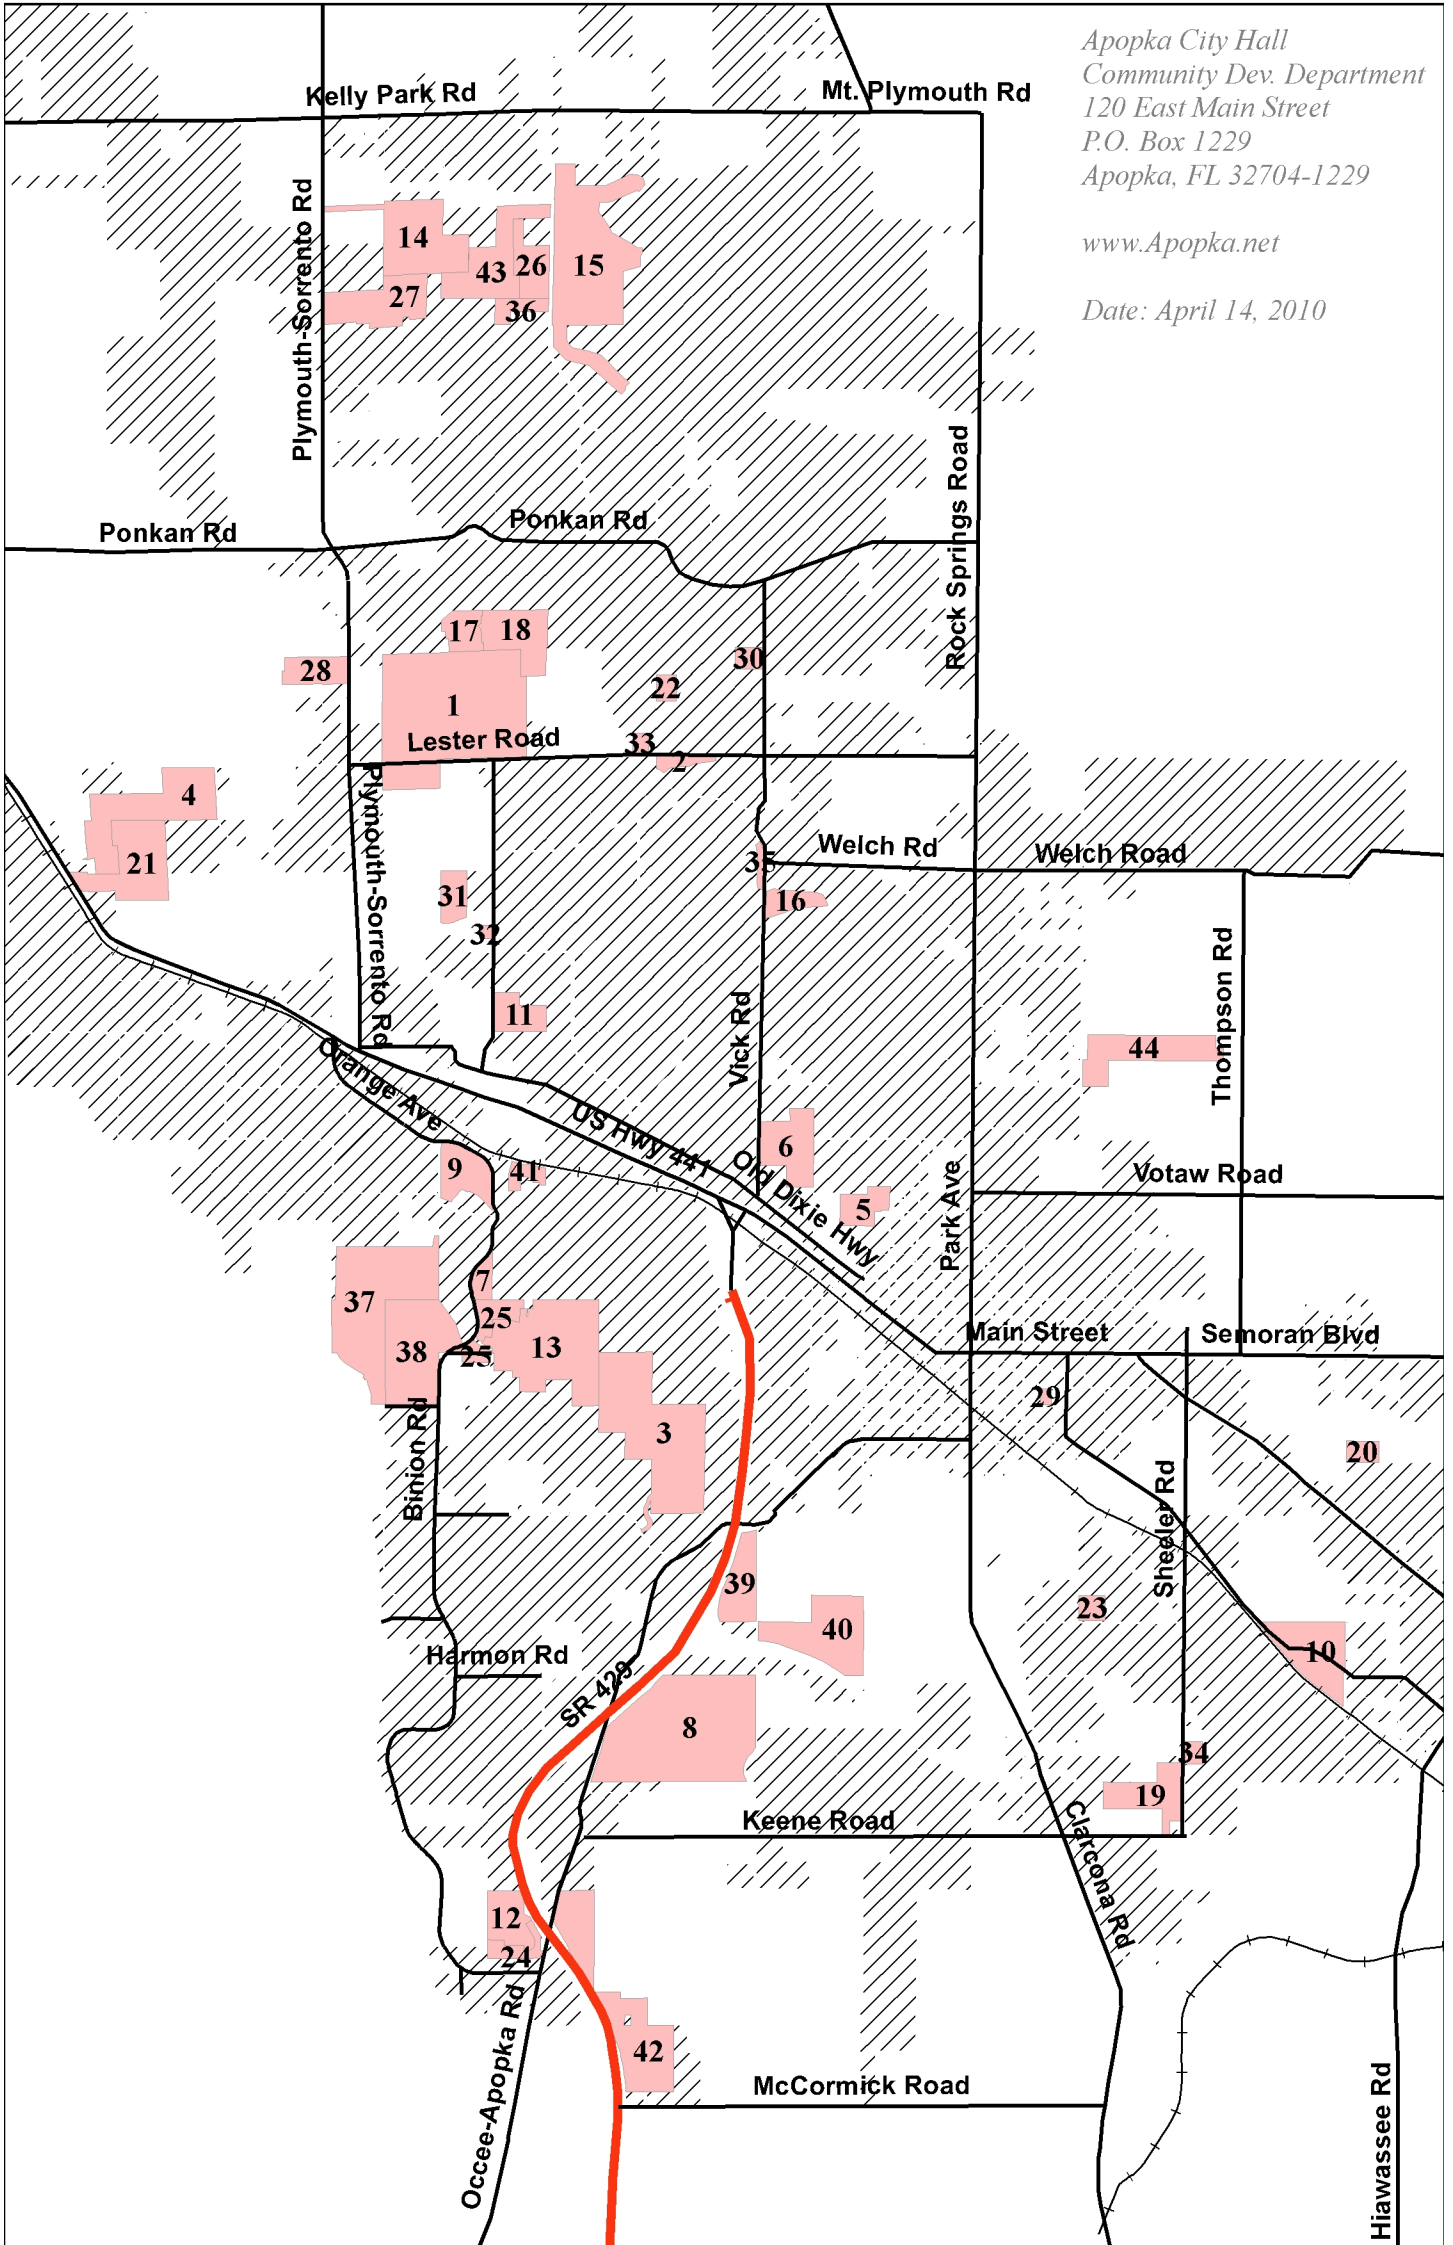 Apopka City Hall
Community Dev. Department
120 East Main Street
P.O. Box 1229
Apopka, FL 32704-1229
www.Apopka.net
Date: April 14, 2010
Kelly Park Rd
Mt. Plymouth Rd
Plymouth-Sorrento Rd
14
43
26
15
27
36
Rock Springs Road
Ponkan Rd
Ponkan Rd
17
18
28
30
22
1
Lester Road
33
2
4
21
Plymouth-Sorrento Rd
Welch Rd
Welch Road
35
31
16
32
11
Vick Rd
Thompson Rd
44
Orange Ave
US Hwy 441
Old Dixie Hwy
6
9
41
5
Park Ave
Votaw Road
37
7
25
38
25
13
Main Street
Semoran Blvd
29
3
20
Binion Rd
Sheeler Rd
39
40
23
10
Harmon Rd
SR 429
8
34
19
Keene Road
Clarcona Rd
12
24
Occee-Apopka Rd
42
McCormick Road
Hiawassee Rd